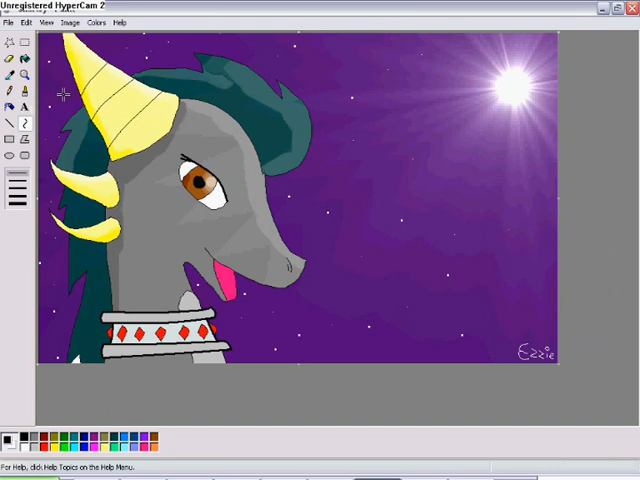 Unregistered HyperCam 2
File Edit View Image Colors Help
A
Ezzie
For Help, click Help Topics on the Help Menu.